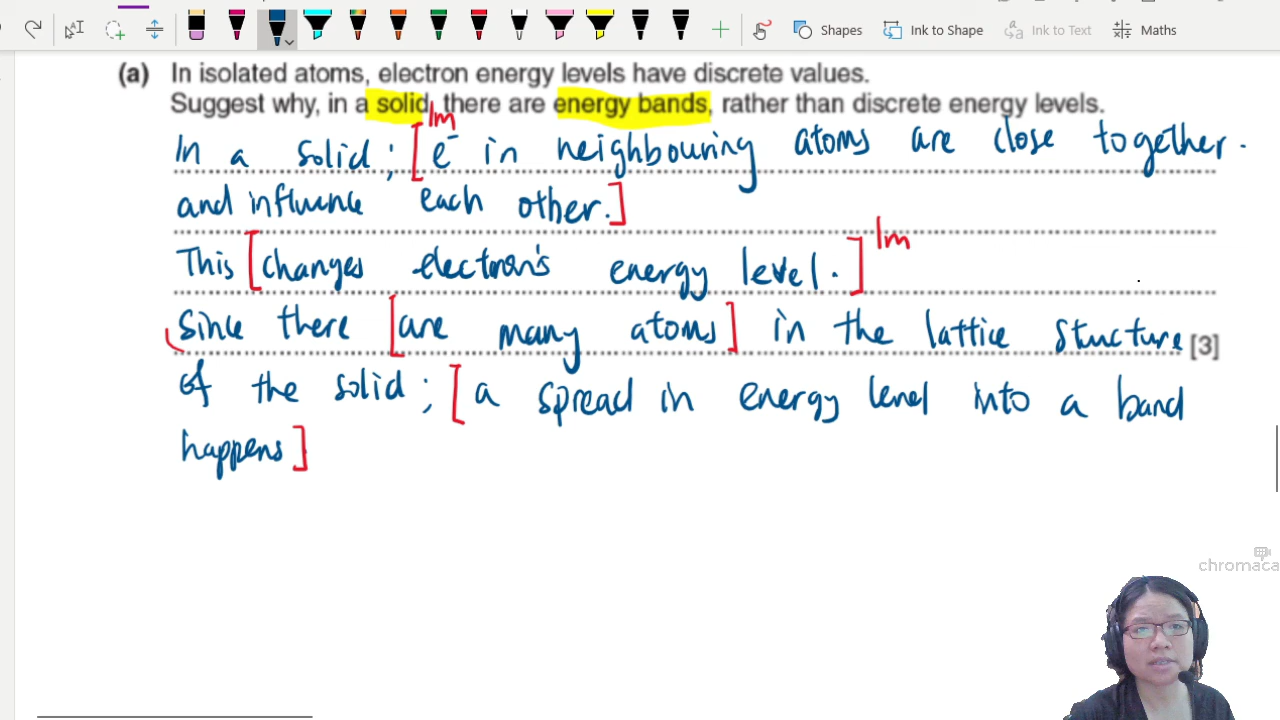 Shapes Ink to Shape Ink to Text Maths
(a) In isolated atoms, electron energy levels have discrete values.
Suggest why, in a solid, there are energy bands, rather than discrete energy levels.
1m
In a solid; [e⁻ in neighbouring atoms are close together.
and influence each other.]
This [changes electron's energy level.] 1m
Since there [are many atoms] in the lattice stucture [3]
of the solid; [a spread in energy level into a band
happens]
chromaca